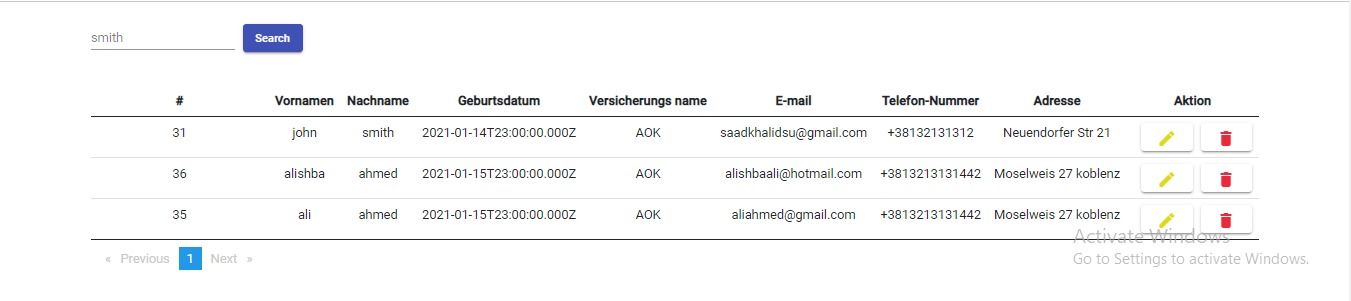 smith Search
# Vornamen Nachname Geburtsdatum Versicherungs name E-mail Telefon-Nummer Adresse Aktion
31 john smith 2021-01-14T23:00:00.000Z AOK saadkhalidsu@gmail.com +38132131312 Neuendorfer Str 21
36 alishba ahmed 2021-01-15T23:00:00.000Z AOK alishbaali@hotmail.com +3813213131442 Moselweis 27 koblenz
35 ali ahmed 2021-01-15T23:00:00.000Z AOK aliahmed@gmail.com +3813213131442 Moselweis 27 koblenz
Activate Windows
« Previous 1 Next » Go to Settings to activate Windows.